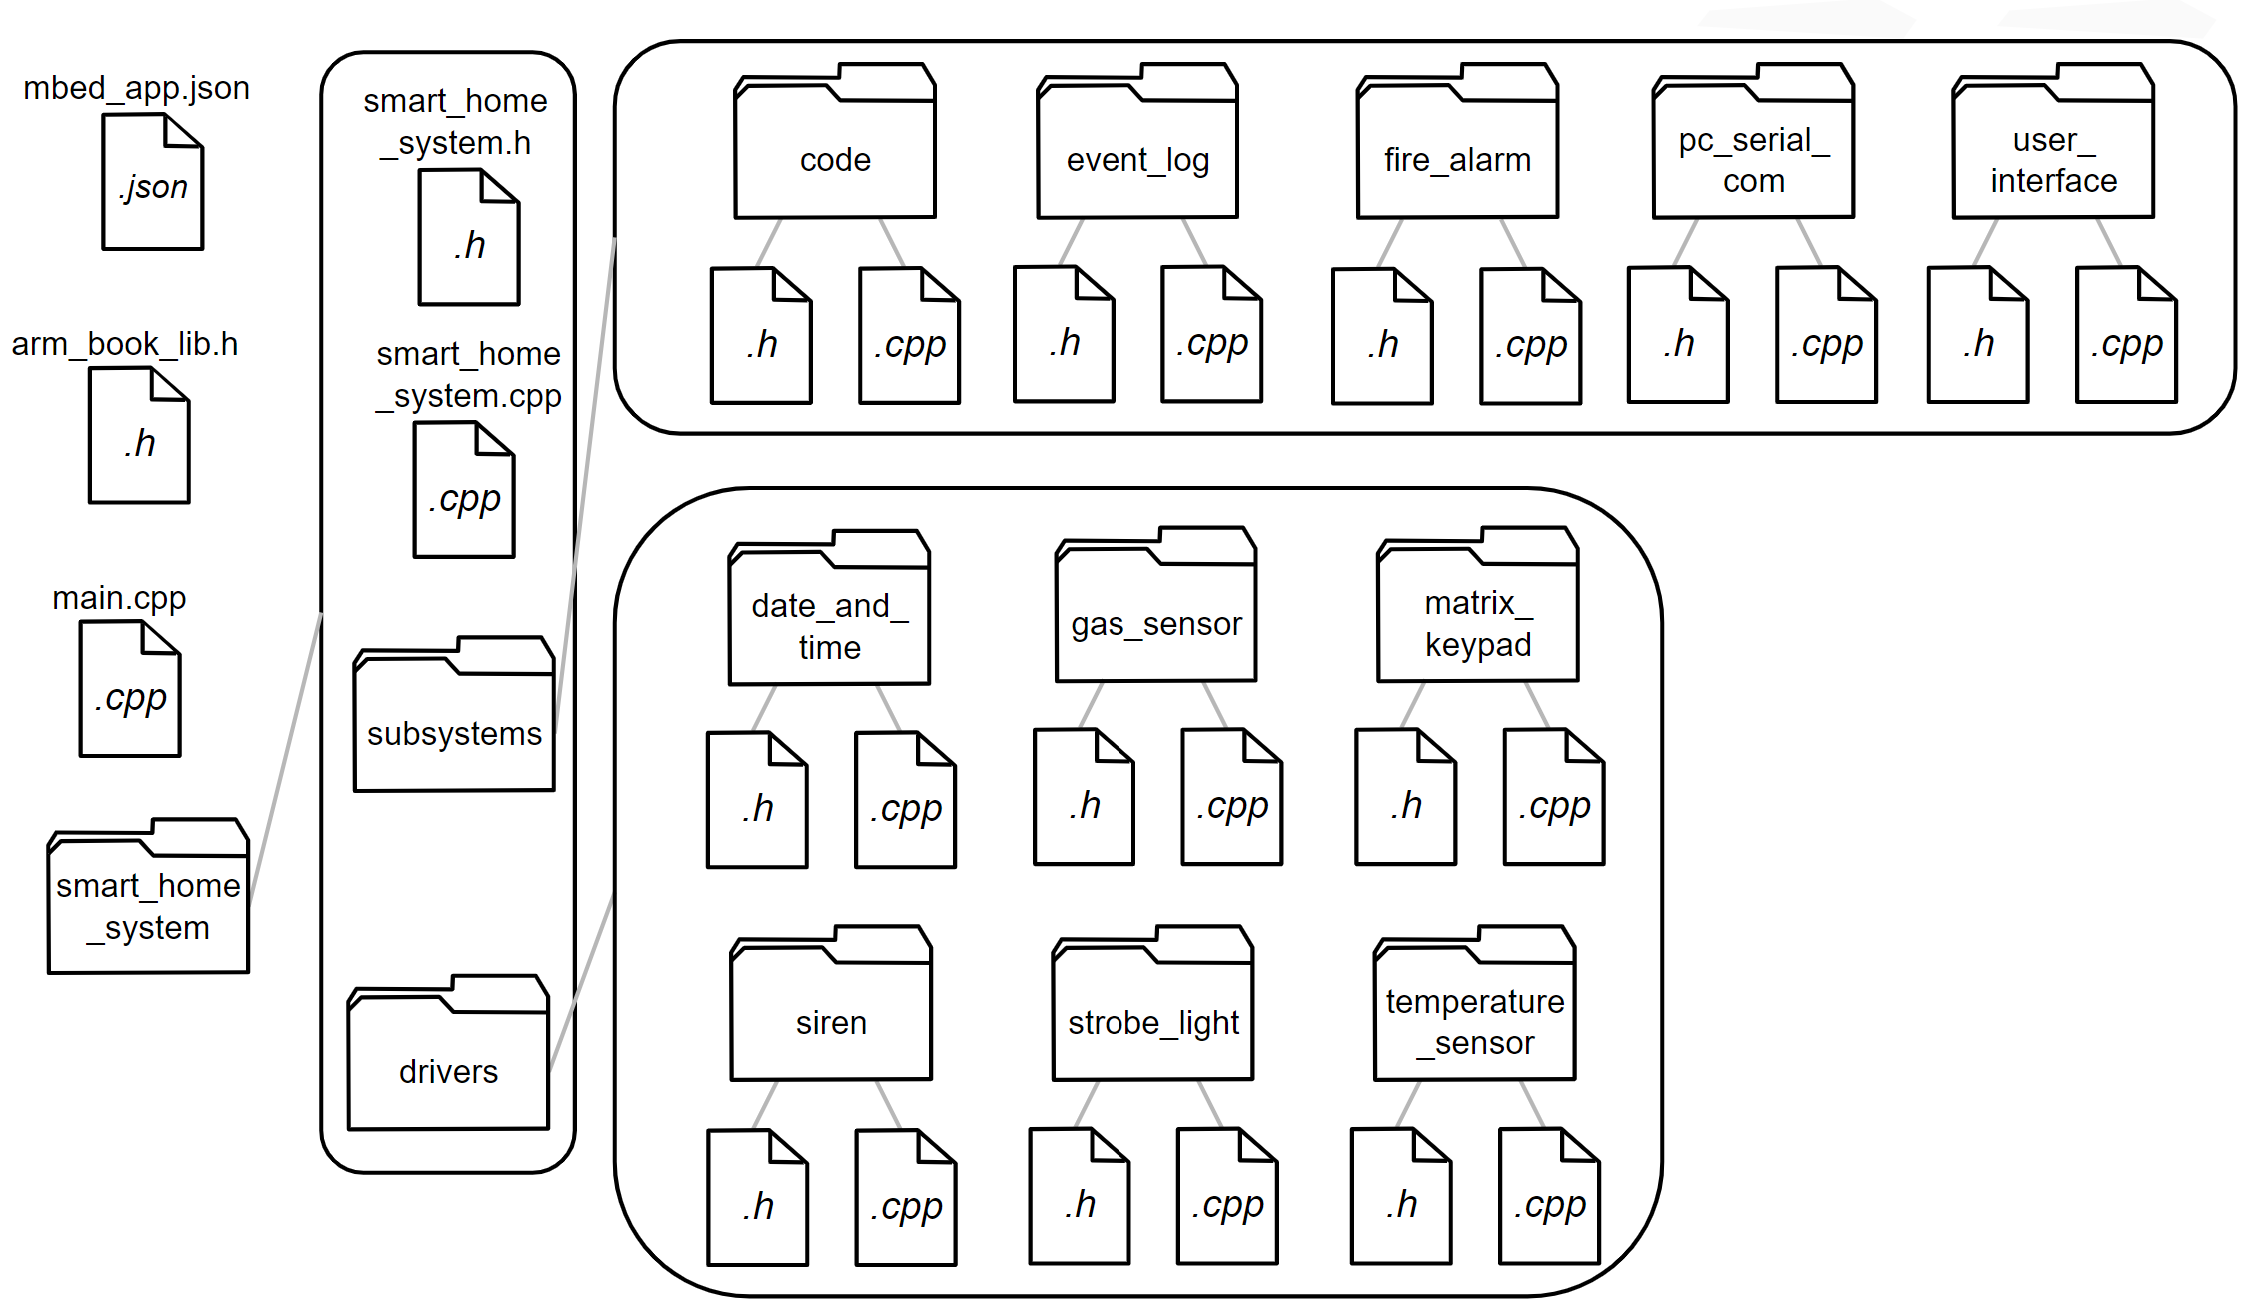 mbed_app.json
.json
arm_book_lib.h
.h
main.cpp
.cpp
smart_home
_system
smart_home
_system.h
.h
smart_home
_system.cpp
.cpp
subsystems
drivers
code
.h
.cpp
event_log
.h
.cpp
fire_alarm
.h
.cpp
pc_serial_
com
.h
.cpp
user_
interface
.h
.cpp
date_and_
time
.h
.cpp
gas_sensor
.h
.cpp
matrix_
keypad
.h
.cpp
siren
.h
.cpp
strobe_light
.h
.cpp
temperature
_sensor
.h
.cpp